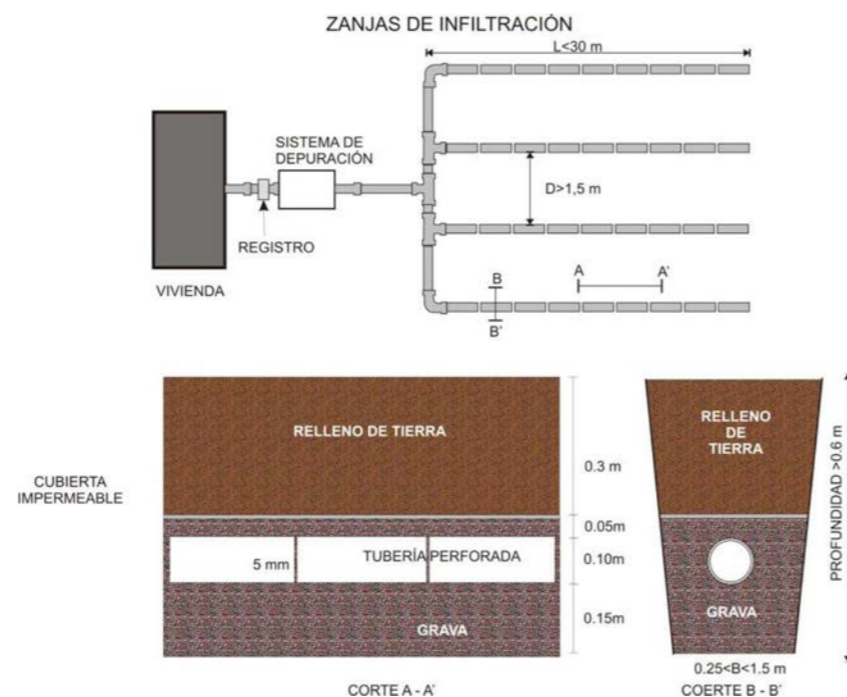 ZANJAS DE INFILTRACIÓN
L<30 m
SISTEMA DE
DEPURACIÓN
D>1,5 m
REGISTRO
VIVIENDA
A
A'
B
B'
RELLENO DE TIERRA
RELLENO
DE
TIERRA
CUBIERTA
IMPERMEABLE
0.3 m
0.05m
5 mm
TUBERÍA PERFORADA
0.10m
GRAVA
0.15m
GRAVA
PROFUNDIDAD >0.6 m
0.25<B<1.5 m
CORTE A - A'
COERTE B - B'